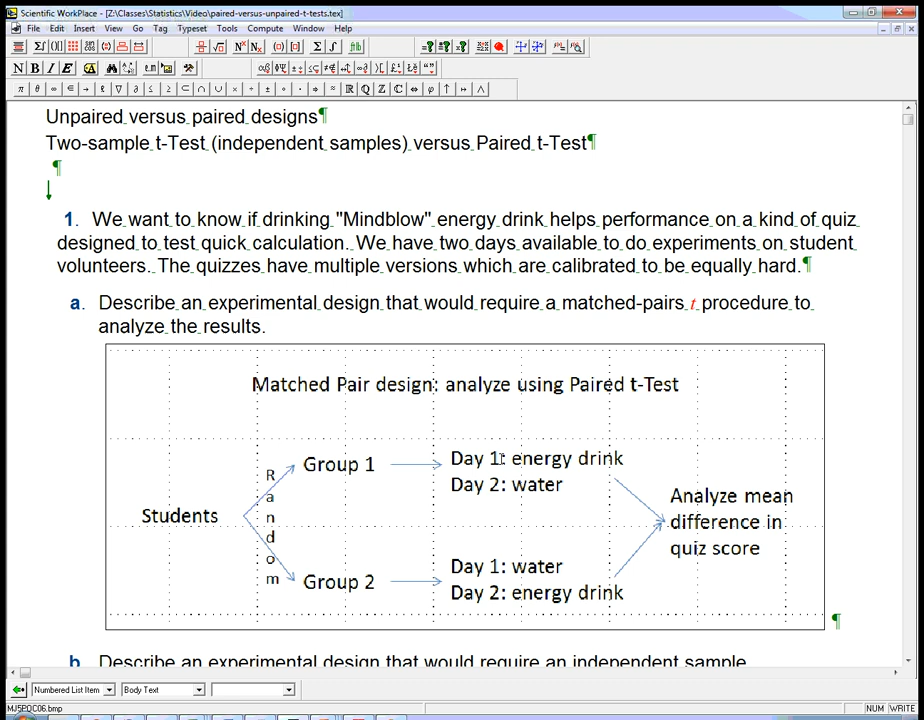 Scientific WorkPlace - [Z:\Classes\Statistics\Video\paired-versus-unpaired-t-tests.tex]
File Edit Insert View Go Tag Typeset Tools Compute Window Help
Unpaired versus paired designs¶
Two-sample t-Test (independent samples) versus Paired t-Test¶
¶
1. We want to know if drinking "Mindblow" energy drink helps performance on a kind of quiz
designed to test quick calculation. We have two days available to do experiments on student
volunteers. The quizzes have multiple versions which are calibrated to be equally hard.¶
a. Describe an experimental design that would require a matched-pairs t procedure to
analyze the results.
Matched Pair design: analyze using Paired t-Test
Students
Random
Group 1
Day 1: energy drink
Day 2: water
Group 2
Day 1: water
Day 2: energy drink
Analyze mean
difference in
quiz score
¶
b Describe an experimental design that would require an independent sample
Numbered List Item Body Text
MJ5PQC06.bmp
NUM WRITE